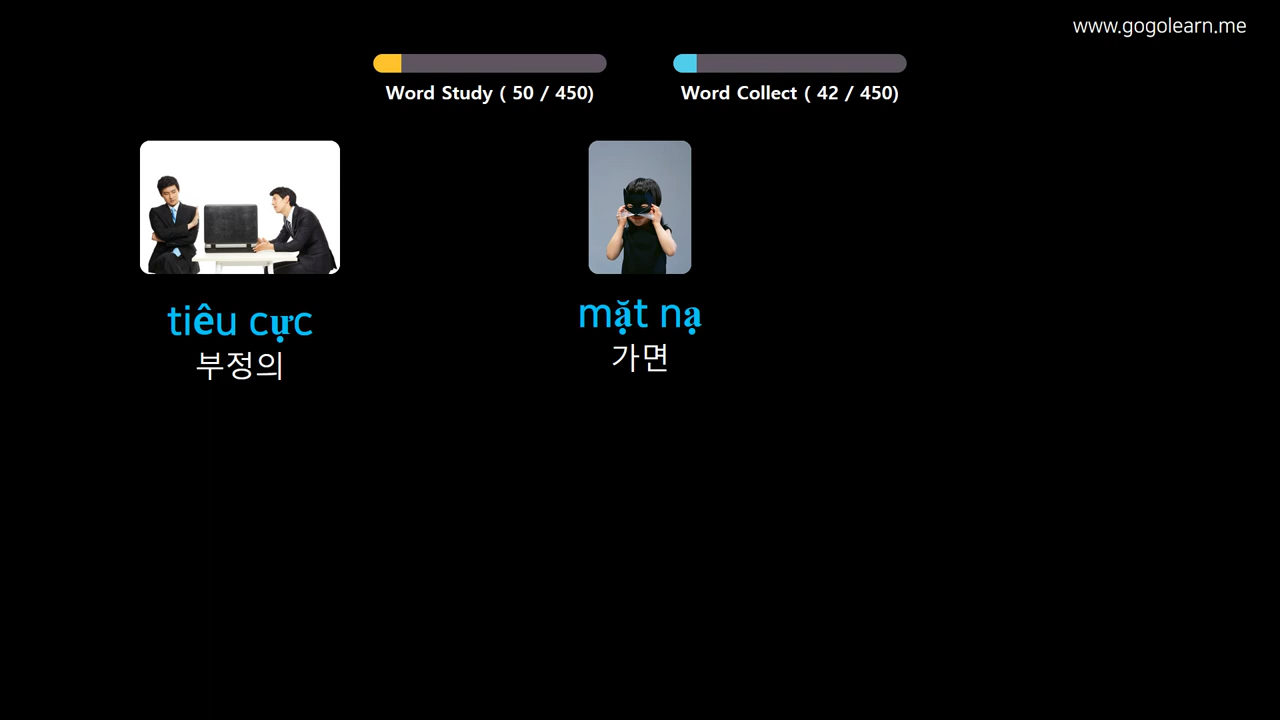 www.gogolearn.me
Word Study ( 50 / 450)
Word Collect ( 42 / 450)
tiêu cực
부정의
mặt nạ
가면